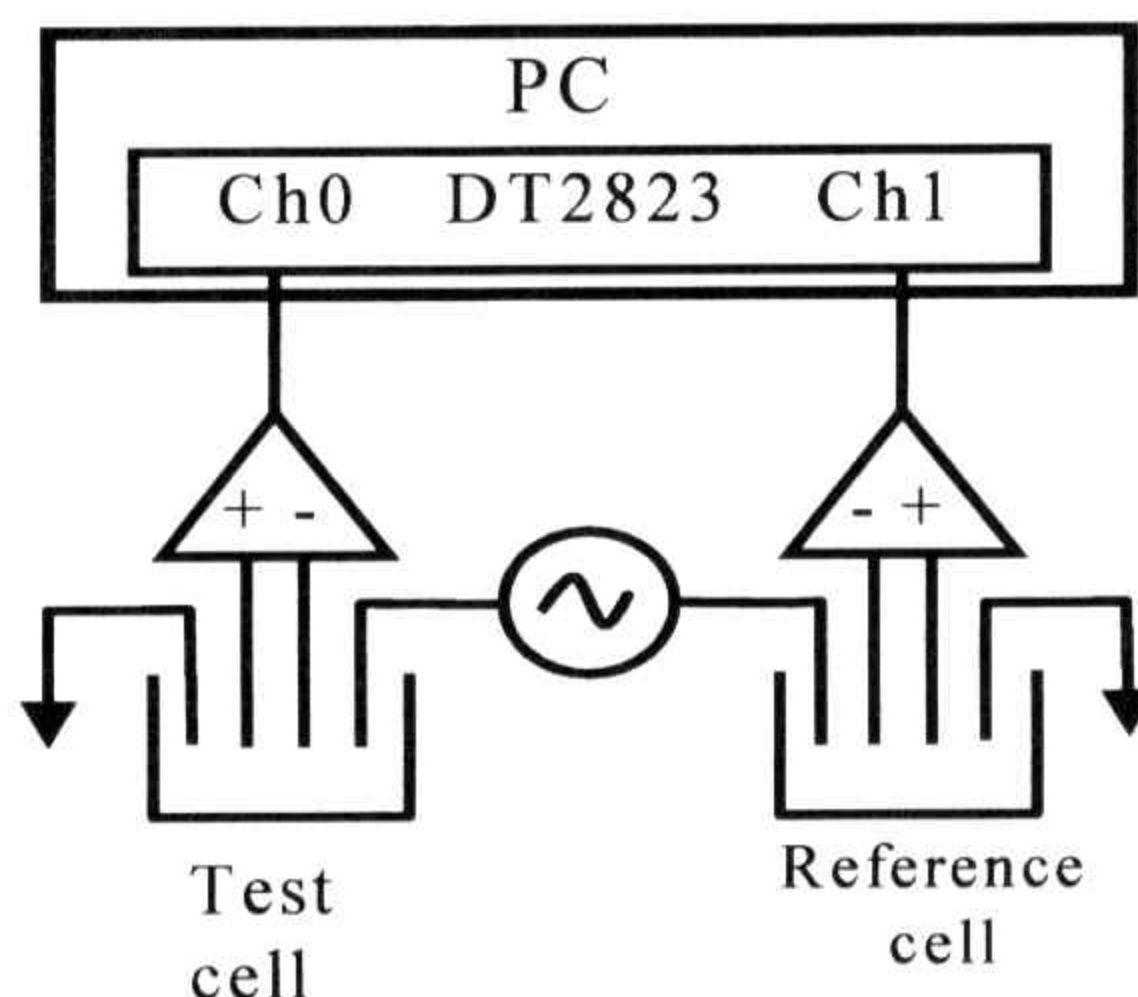 PC
Ch0 DT2823 Ch1
+ - - +
Test
cell
Reference
cell